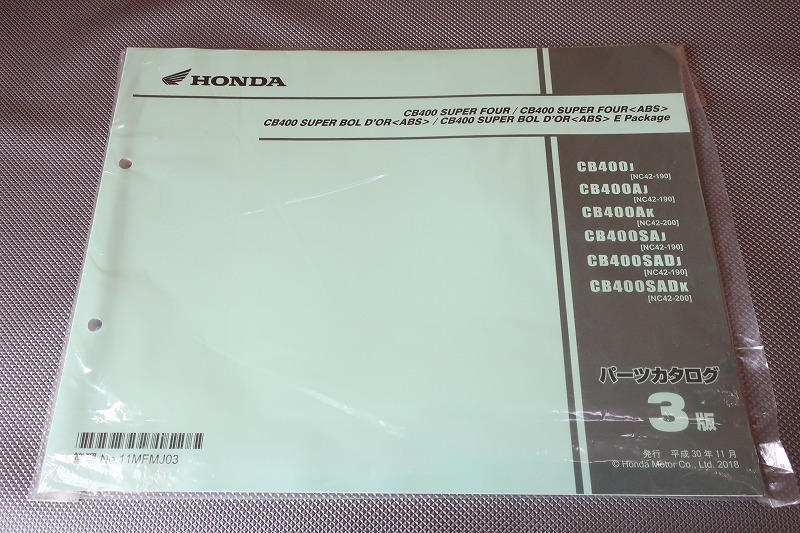 HONDA
CB400 SUPER FOUR / CB400 SUPER FOUR<ABS>
CB400 SUPER BOL D'OR<ABS> / CB400 SUPER BOL D'OR<ABS> E Package
CB400J
[NC42-190]
CB400AJ
[NC42-190]
CB400AK
[NC42-200]
CB400SAJ
[NC42-190]
CB400SADJ
[NC42-190]
CB400SADK
[NC42-200]
パーツカタログ
3版
管理 No.11MFMJ03
発行 平成30年11月
© Honda Motor Co., Ltd. 2018